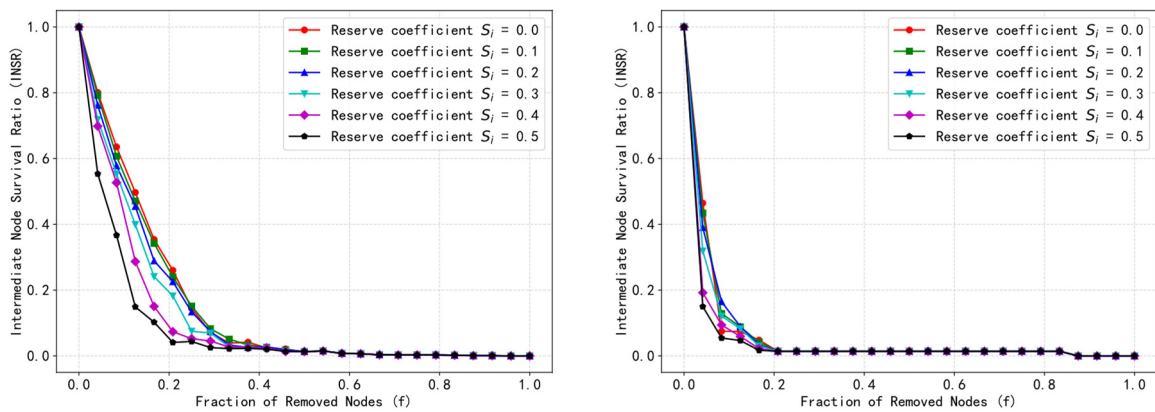 Intermediate Node Survival Ratio (INSR)
1.0
0.8
0.6
0.4
0.2
0.0
Reserve coefficient Si = 0.0
Reserve coefficient Si = 0.1
Reserve coefficient Si = 0.2
Reserve coefficient Si = 0.3
Reserve coefficient Si = 0.4
Reserve coefficient Si = 0.5
0.0 0.2 0.4 0.6 0.8 1.0
Fraction of Removed Nodes (f)
Intermediate Node Survival Ratio (INSR)
1.0
0.8
0.6
0.4
0.2
0.0
Reserve coefficient Si = 0.0
Reserve coefficient Si = 0.1
Reserve coefficient Si = 0.2
Reserve coefficient Si = 0.3
Reserve coefficient Si = 0.4
Reserve coefficient Si = 0.5
0.0 0.2 0.4 0.6 0.8 1.0
Fraction of Removed Nodes (f)